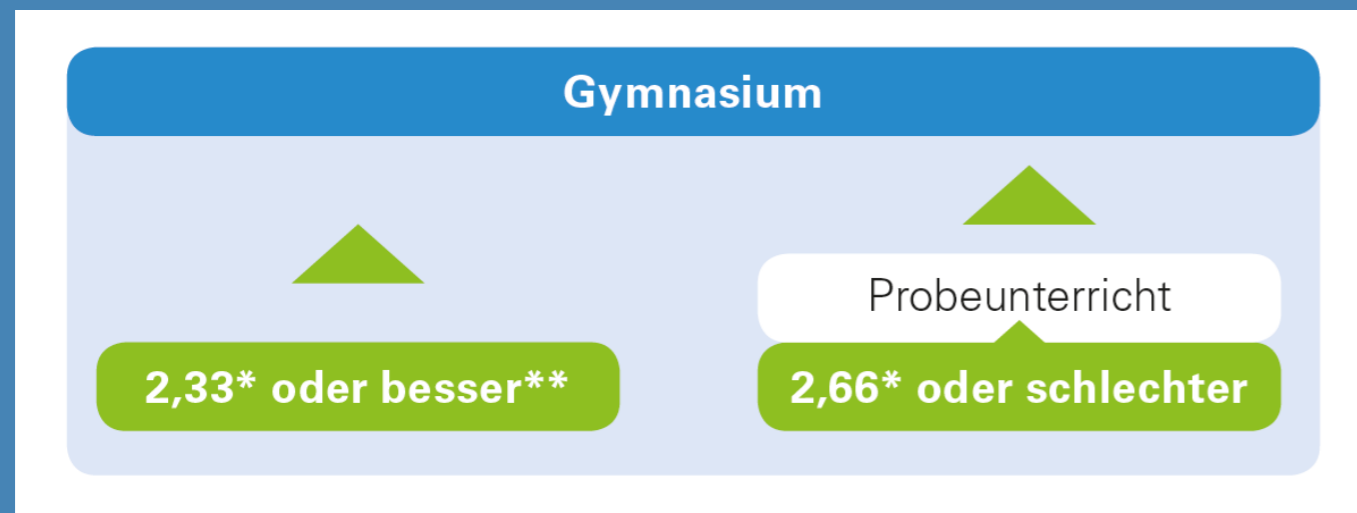 Gymnasium
Probeunterricht
2,33* oder besser**
2,66* oder schlechter